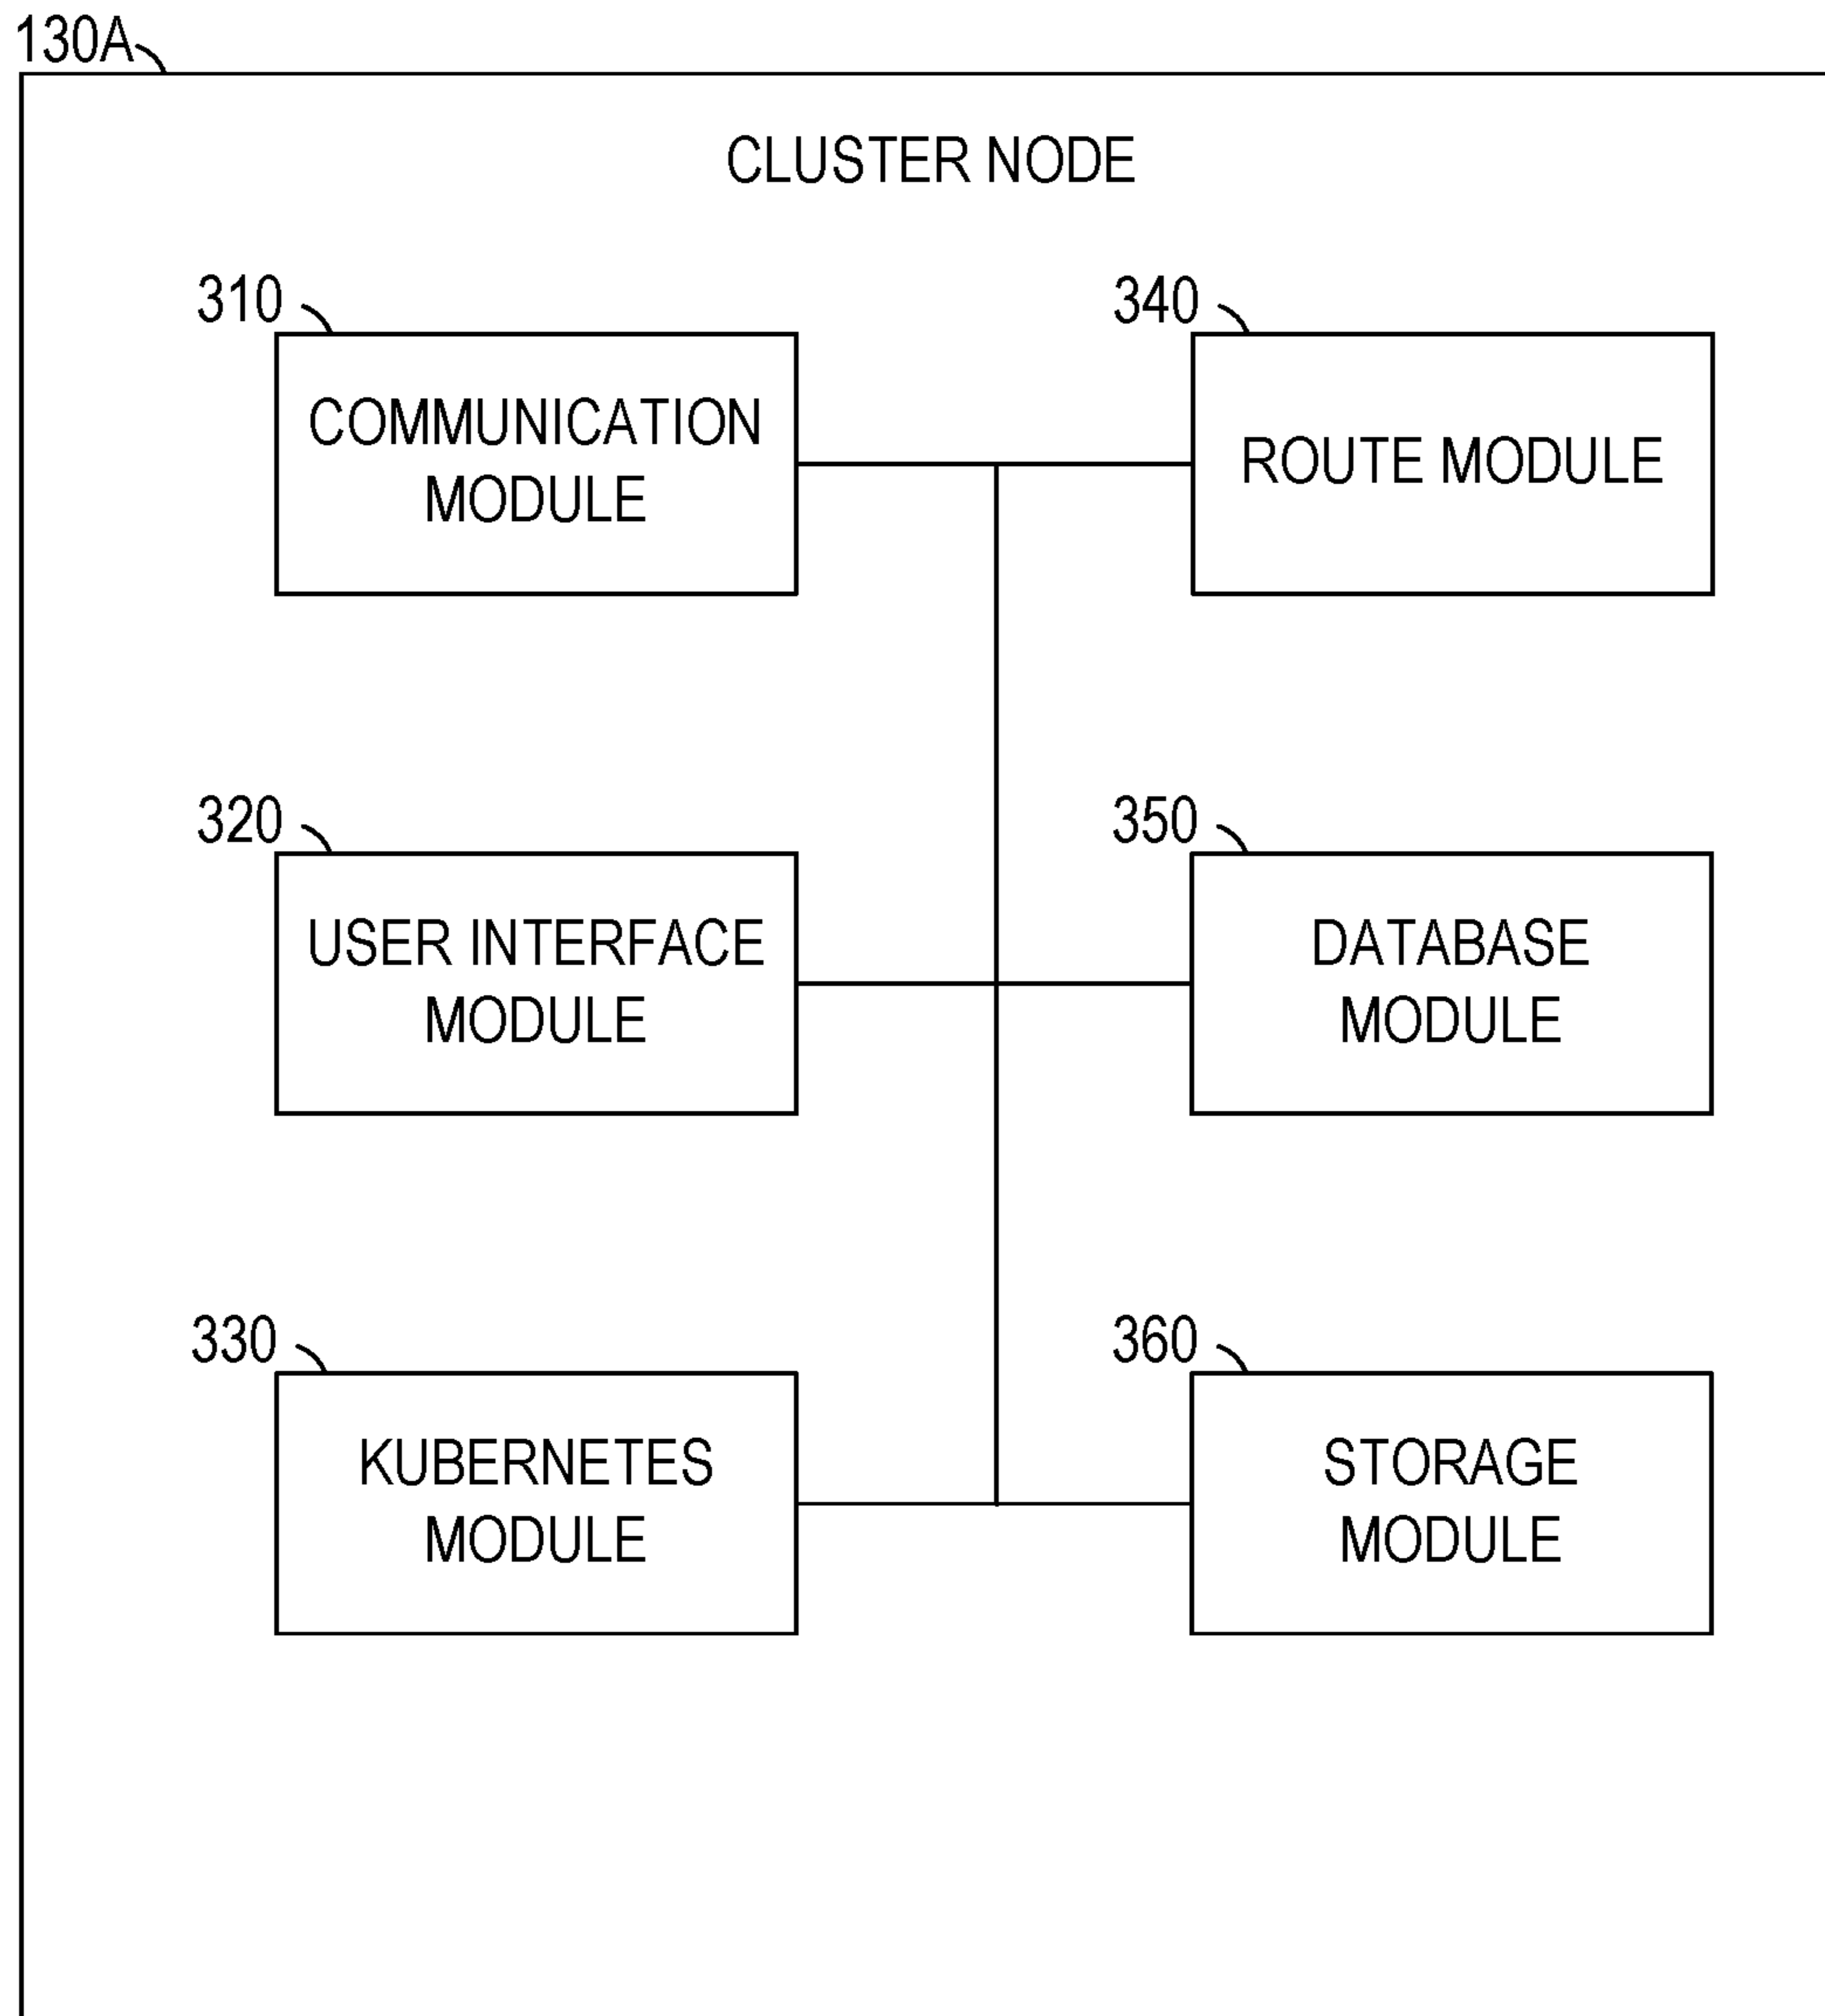 130A
CLUSTER NODE
310
COMMUNICATION
MODULE
340
ROUTE MODULE
320
USER INTERFACE
MODULE
350
DATABASE
MODULE
330
KUBERNETES
MODULE
360
STORAGE
MODULE